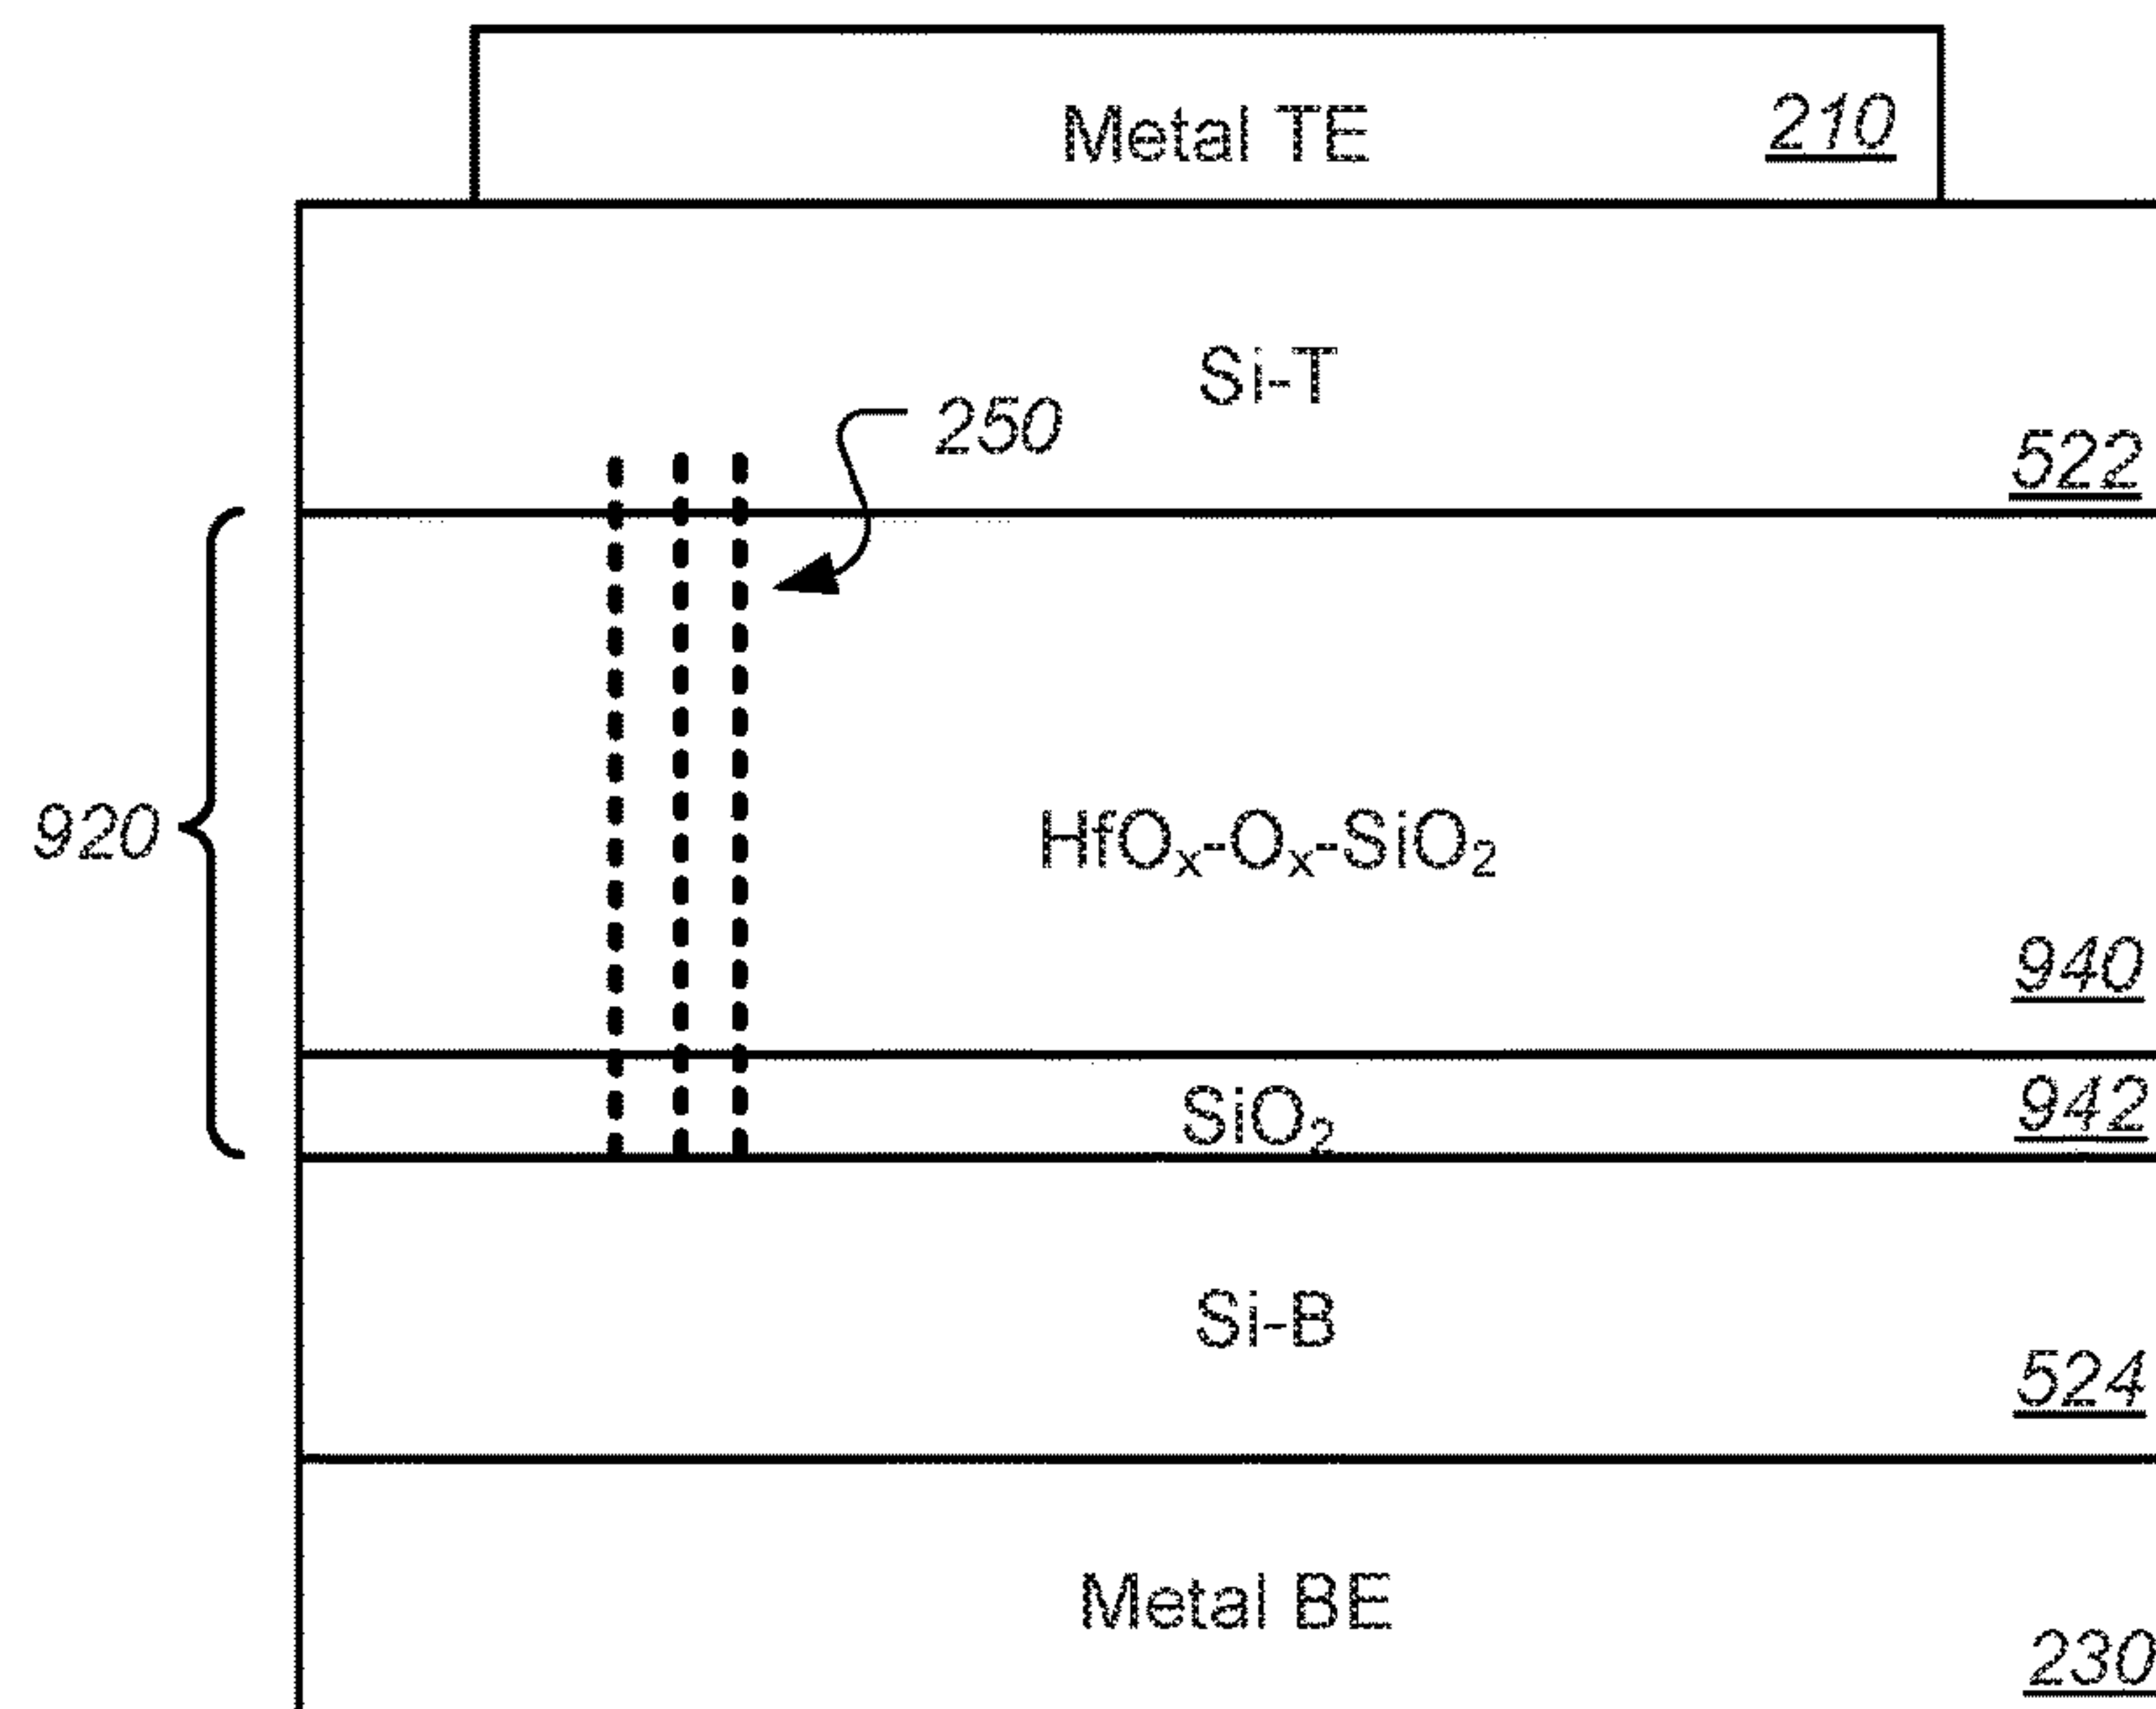 Metal TE 210
Si-T
250
522
920
HfOₓ-Oₓ-SiO₂
940
SiO₂ 942
Si-B
524
Metal BE
230